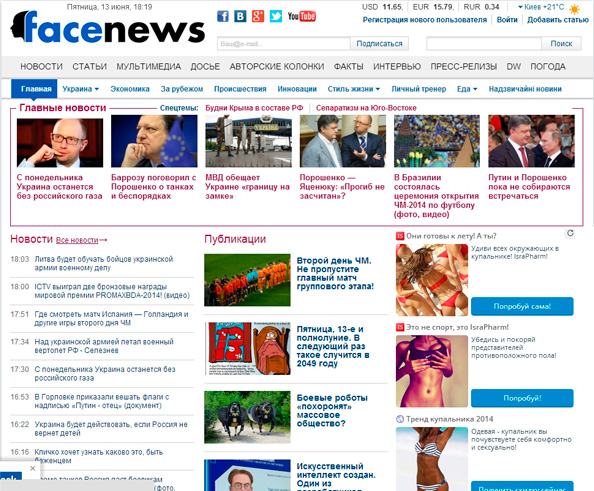 facenews
Пятница, 13 июня, 18:19
You Tube
USD 11.65, EUR 15.79, RUR 0.34
Киев +21°C
Регистрация нового пользователя Войти Добавить статью
Ваш@e-mail...
Подписаться
Поиск
НОВОСТИ СТАТЬИ МУЛЬТИМЕДИА ДОСЬЕ АВТОРСКИЕ КОЛОНКИ ФАКТЫ ИНТЕРВЬЮ ПРЕСС-РЕЛИЗЫ DW ПОГОДА
Главная Украина Экономика За рубежом Происшествия Инновации Стиль жизни Личный тренер Еда Надзвичайні новини
Главные новости
Спецтемы: Будни Крыма в составе РФ Сепаратизм на Юго-Востоке
С понедельника
Украина останется
без российского газа
Баррозу поговорил с
Порошенко о танках
и беспорядках
МВД обещает
Украине «границу на
замке»
Порошенко —
Яценюку: «Прогиб не
засчитан»?
В Бразилии
состоялась
церемония открытия
ЧМ-2014 по футболу
(фото, видео)
Путин и Порошенко
пока не собираются
встречаться
Новости Все новости→
18:03 Литва будет обучать бойцов украинской
армии военному делу
18:00 ICTV выиграл две бронзовые награды
мировой премии PROMAXBDA-2014! (видео)
17:51 Где смотреть матч Испания — Голландия и
другие игры второго дня ЧМ
17:34 Над украинской армией летал военный
вертолет РФ - Селезнев
17:30 С понедельника Украина останется без
российского газа
16:53 В Горловке приказали вешать флаги с
надписью «Путин - отец» (документ)
16:22 Украина будет действовать, если Россия не
вернет детей
16:16 Кличко хочет узнать каково это, быть
беженцем
Публикации
Второй день ЧМ.
Не пропустите
главный матч
группового этапа!
Пятница, 13-е и
полнолуние. В
следующий раз
такое случится в
2049 году
Боевые роботы
«похоронят»
массовое
общество?
Искусственный
интеллект создан.
Один из
Они готовы к лету! А ты?
Удиви всех окружающих в
купальнике! IsraPharm!
Попробуй сама!
Это не спорт, это IsraPharm!
Убедись и покоряй
представителей
противоположного пола!
Попробуй!
Тренд купальника 2014
Одевая - купальник вы
почувствуете себя комфортно
и сексуально!